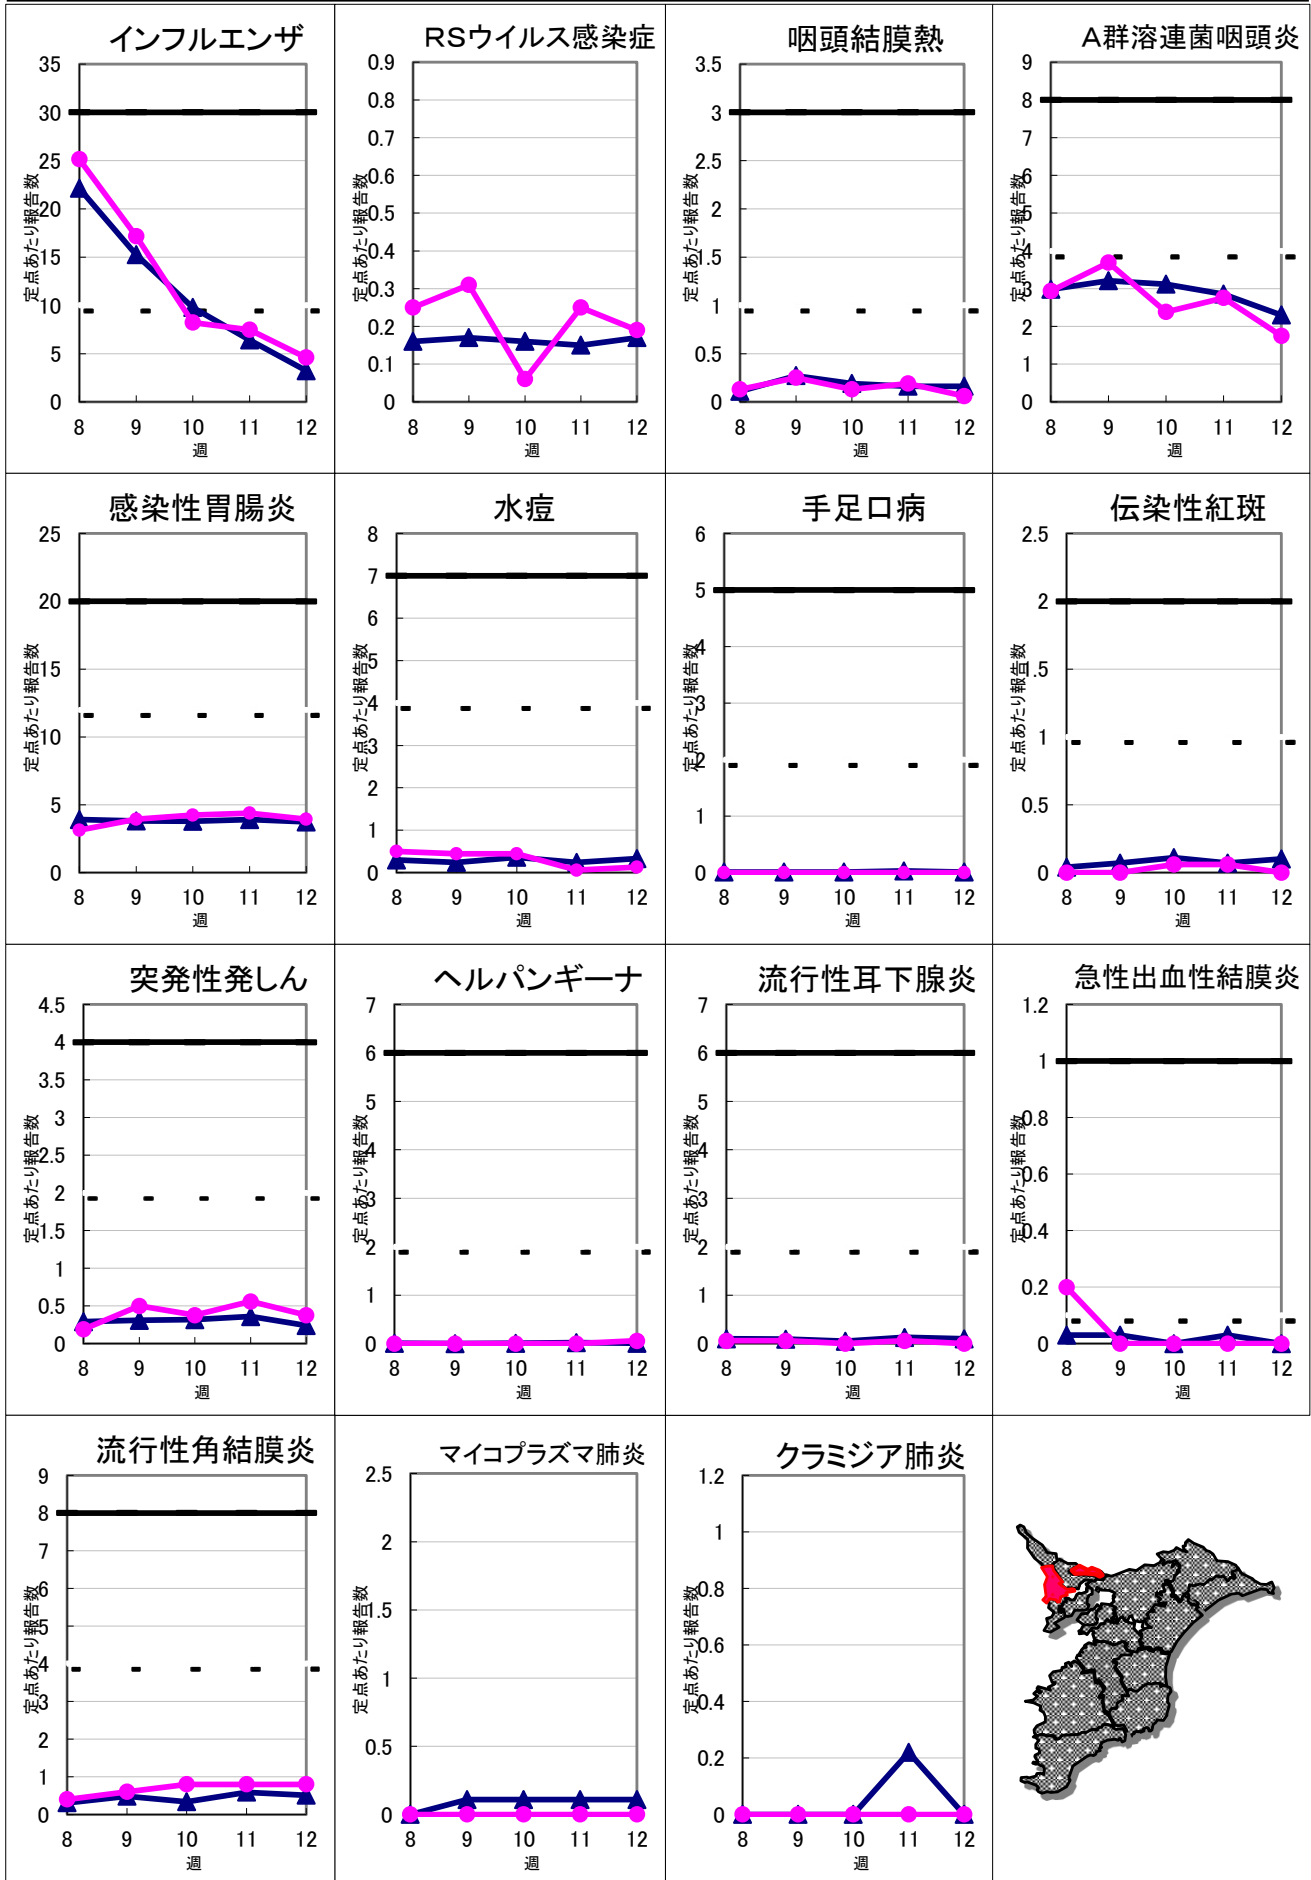 インフルエンザ
35
30
25
20
15
10
5
0
定点あたり報告数
8 9 10 11 12
週
RSウイルス感染症
0.9
0.8
0.7
0.6
0.5
0.4
0.3
0.2
0.1
0
定点あたり報告数
8 9 10 11 12
週
咽頭結膜熱
3.5
3
2.5
2
1.5
1
0.5
0
定点あたり報告数
8 9 10 11 12
週
A群溶連菌咽頭炎
9
8
7
6
5
4
3
2
1
0
定点あたり報告数
8 9 10 11 12
週
感染性胃腸炎
25
20
15
10
5
0
定点あたり報告数
8 9 10 11 12
週
水痘
8
7
6
5
4
3
2
1
0
定点あたり報告数
8 9 10 11 12
週
手足口病
6
5
4
3
2
1
0
定点あたり報告数
8 9 10 11 12
週
伝染性紅斑
2.5
2
1.5
1
0.5
0
定点あたり報告数
8 9 10 11 12
週
突発性発しん
4.5
4
3.5
3
2.5
2
1.5
1
0.5
0
定点あたり報告数
8 9 10 11 12
週
ヘルパンギーナ
7
6
5
4
3
2
1
0
定点あたり報告数
8 9 10 11 12
週
流行性耳下腺炎
7
6
5
4
3
2
1
0
定点あたり報告数
8 9 10 11 12
週
急性出血性結膜炎
1.2
1
0.8
0.6
0.4
0.2
0
定点あたり報告数
8 9 10 11 12
週
流行性角結膜炎
9
8
7
6
5
4
3
2
1
0
定点あたり報告数
8 9 10 11 12
週
マイコプラズマ肺炎
2.5
2
1.5
1
0.5
0
定点あたり報告数
8 9 10 11 12
週
クラミジア肺炎
1.2
1
0.8
0.6
0.4
0.2
0
定点あたり報告数
8 9 10 11 12
週